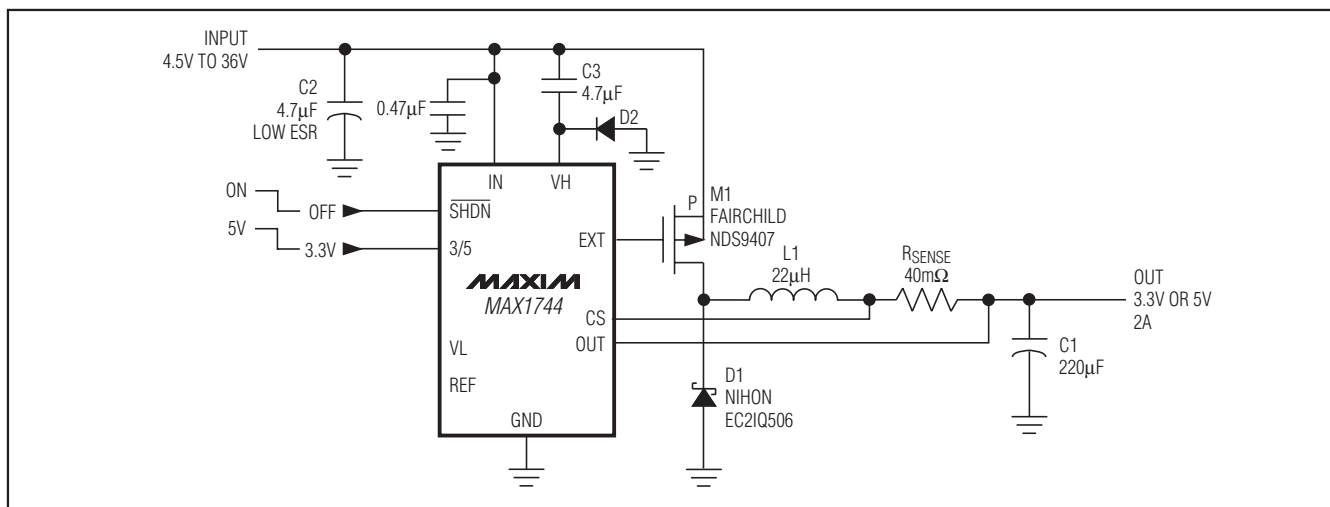 INPUT
4.5V TO 36V
C2
4.7µF
LOW ESR
0.47µF
C3
4.7µF
D2
IN
VH
ON
OFF
SHDN
5V
3.3V
3/5
EXT
P
M1
FAIRCHILD
NDS9407
MAXIM
MAX1744
L1
22µH
RSENSE
40mΩ
OUT
3.3V OR 5V
2A
CS
OUT
VL
REF
GND
D1
NIHON
EC2IQ506
C1
220µF